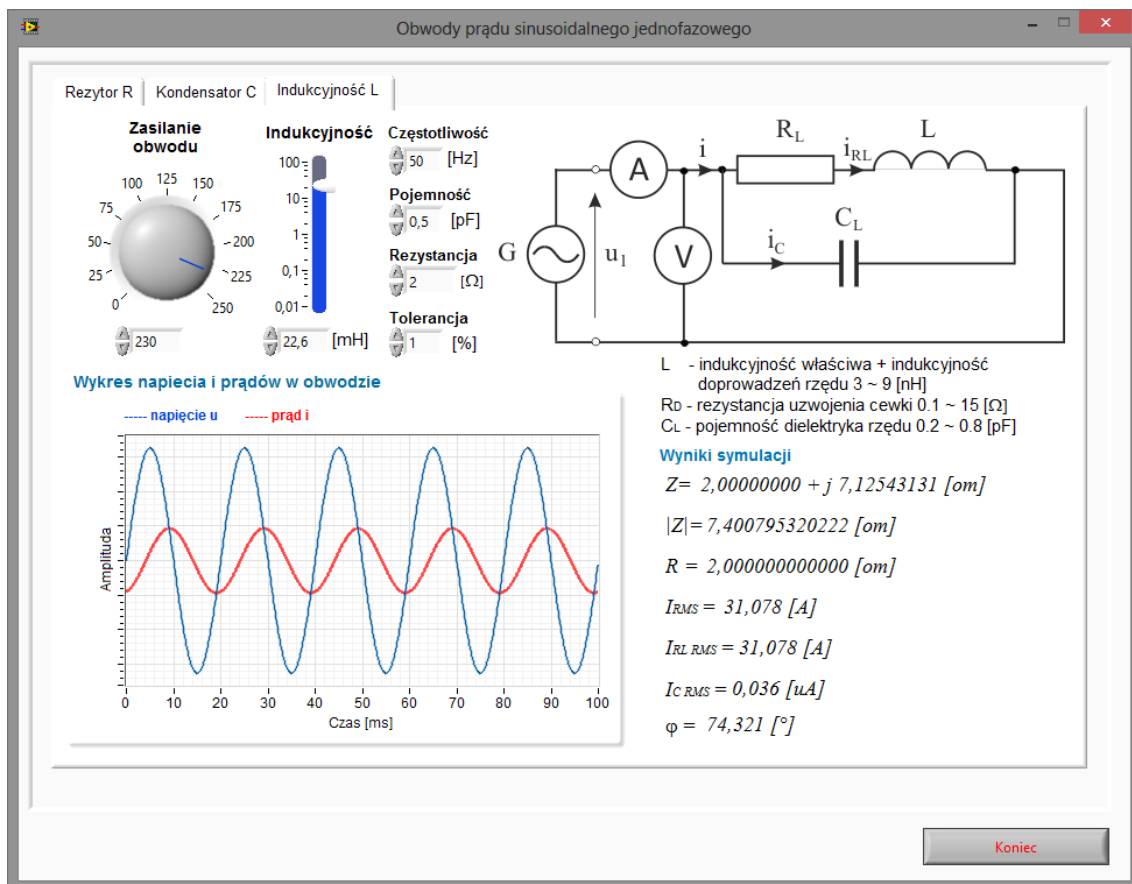 Obwody prądu sinusoidalnego jednofazowego
Rezytor R
Kondensator C
Indukcyjność L
Zasilanie
obwodu
0
25
50
75
100
125
150
175
200
225
250
230
Indukcyjność
100
10
1
0,1
0,01
22,6 [mH]
Częstotliwość
50 [Hz]
Pojemność
0,5 [pF]
Rezystancja
2 [Ω]
Tolerancja
1 [%]
G
u1
A
V
i
RL
iRL
L
iC
CL
L - indukcyjność właściwa + indukcyjność
doprowadzeń rzędu 3 ~ 9 [nH]
RD - rezystancja uzwojenia cewki 0.1 ~ 15 [Ω]
CL - pojemność dielektryka rzędu 0.2 ~ 0.8 [pF]
Wykres napiecia i prądów w obwodzie
----- napięcie u ----- prąd i
Amplituda
0 10 20 30 40 50 60 70 80 90 100
Czas [ms]
Wyniki symulacji
Z= 2,00000000 + j 7,12543131 [om]
|Z|= 7,400795320222 [om]
R = 2,000000000000 [om]
IRMS = 31,078 [A]
IRL RMS = 31,078 [A]
IC RMS = 0,036 [uA]
φ = 74,321 [°]
Koniec